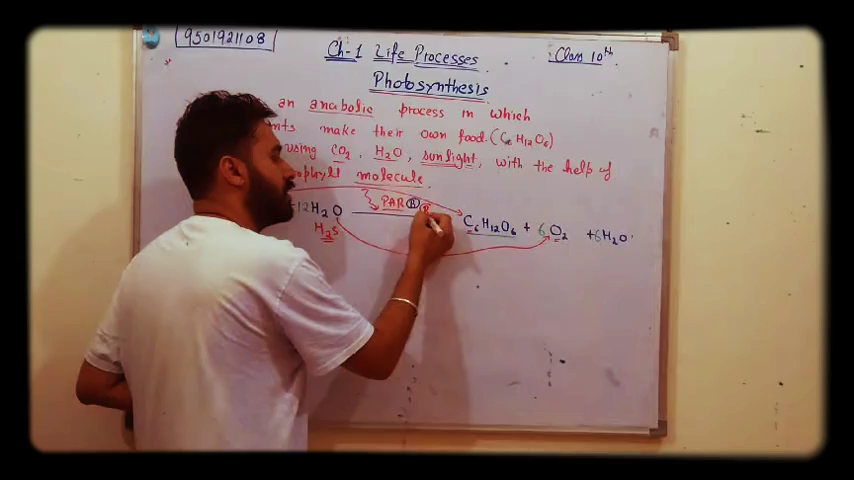 9501921108
Ch-1 Life Processes
Class 10th
Photosynthesis
an anabolic process in which
nts make their own food. (C6H12O6)
using CO2, H2O, sunlight, with the help of
ophyll molecule.
+12H2O PAR B R C6H12O6 + 6O2 + 6H2O
H2S